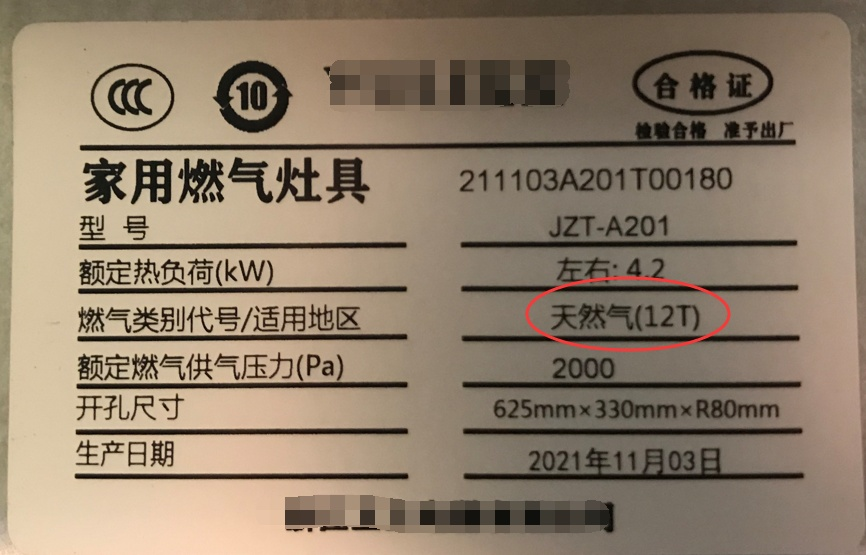 CCC 10 合格证
检验合格 准予出厂
家用燃气灶具 211103A201T00180
型 号 JZT-A201
额定热负荷(kW) 左右: 4.2
燃气类别代号/适用地区 天然气(12T)
额定燃气供气压力(Pa) 2000
开孔尺寸 625mm×330mm×R80mm
生产日期 2021年11月03日